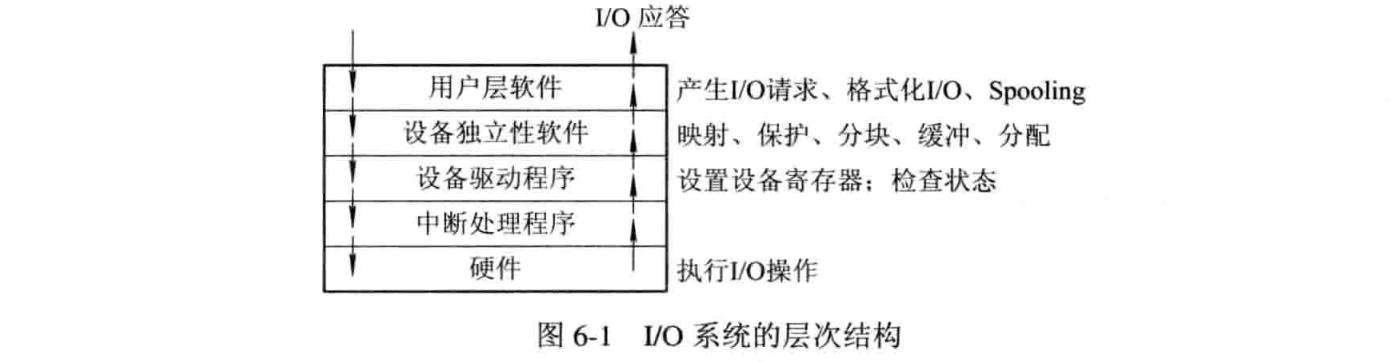 I/O 应答
用户层软件 产生I/O请求、格式化I/O、Spooling
设备独立性软件 映射、保护、分块、缓冲、分配
设备驱动程序 设置设备寄存器；检查状态
中断处理程序
硬件 执行I/O操作
图 6-1 I/O 系统的层次结构